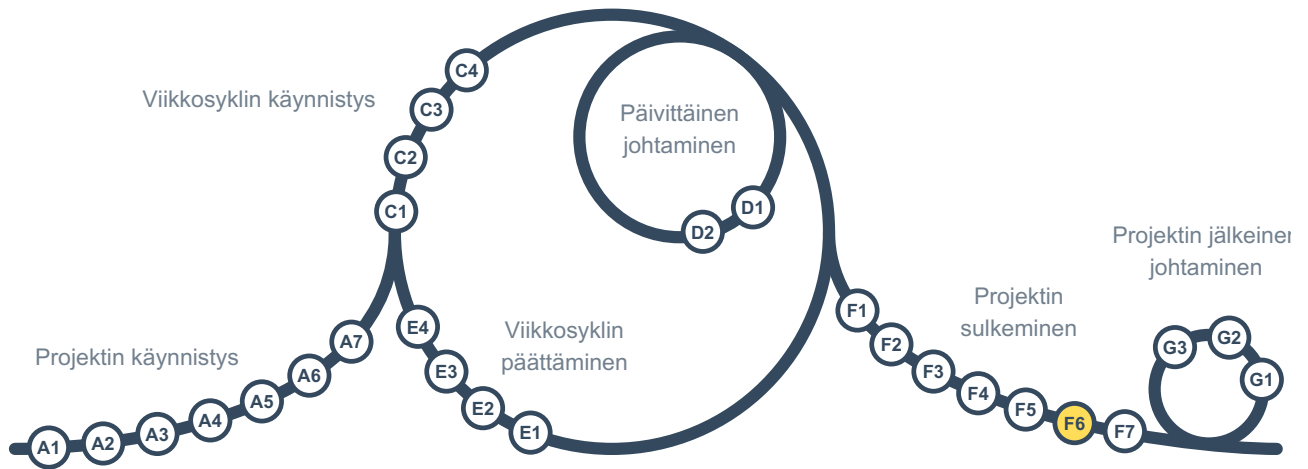 C4
Viikkosyklin käynnistys
C3
C2
C1
Päivittäinen
johtaminen
D1
D2
Projektin jälkeinen
johtaminen
Projektin käynnistys
A1
A2
A3
A4
A5
A6
A7
Viikkosyklin
päättäminen
E4
E3
E2
E1
Projektin
sulkeminen
F1
F2
F3
F4
F5
F6
F7
G3
G2
G1